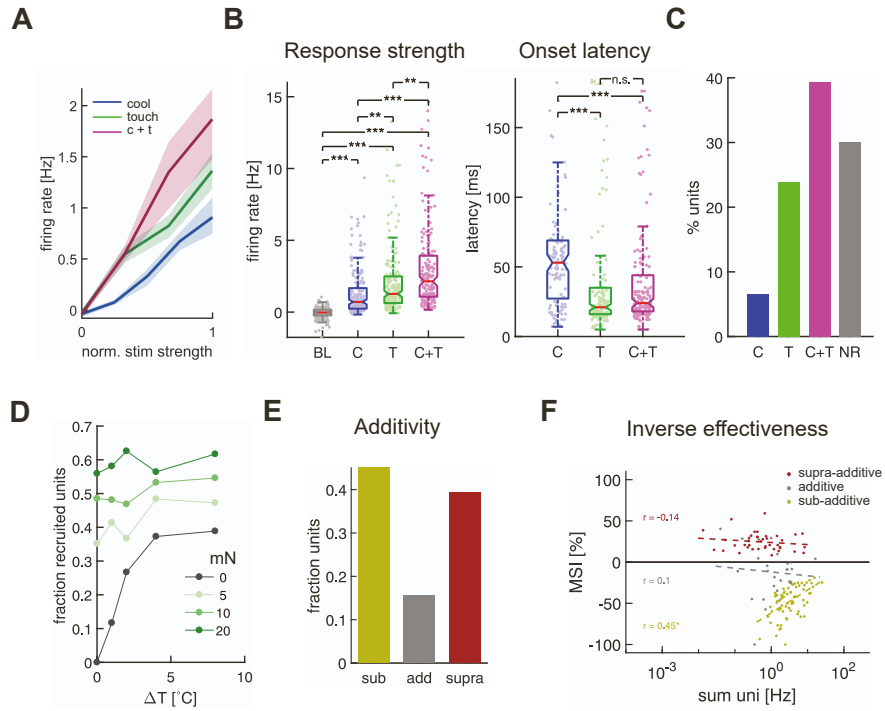 A
firing rate [Hz]
2
1.5
1
0.5
0
cool
touch
c + t
0
1
norm. stim strength
B
Response strength
firing rate [Hz]
15
10
5
0
**
***
**
***
***
***
BL
C
T
C+T
Onset latency
latency [ms]
150
100
50
0
n.s.
***
***
C
T
C+T
C
% units
50
40
30
20
10
0
C
T
C+T
NR
D
fraction recruited units
0.7
0.6
0.5
0.4
0.3
0.2
0.1
0
mN
0
5
10
20
0
5
10
ΔT [°C]
E
Additivity
fraction units
0.4
0.3
0.2
0.1
0
sub
add
supra
F
Inverse effectiveness
supra-additive
additive
sub-additive
MSI [%]
100
50
0
-50
-100
r = -0.14
r = 0.1
r = 0.45*
10-3
100
102
sum uni [Hz]